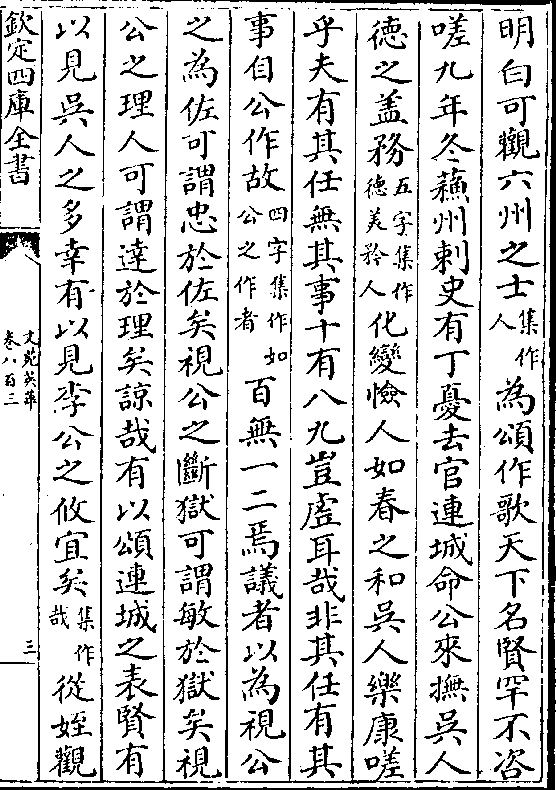 明白可觀六州之士集作人為頌作歌天下名賢罕不咨
嗟九年冬蘓州刺史有丁憂去官連城命公來撫吳人
德之盖務五字集作德美矜人化變憸人如春之和吳人樂康嗟
乎夫有其任無其事十有八九豈虛耳哉非其任有其
事自公作故四字集作如公之作者百無一二焉議者以為視公
之為佐可謂忠於佐矣視公之斷獄可謂敏於獄矣視
公之理人可謂達於理矣諒哉有以頌連城之表賢有
以見吳人之多幸有以見李公之攸宜矣集作哉從姪觀
欽定四庫全書
文苑英華
卷八百三
三